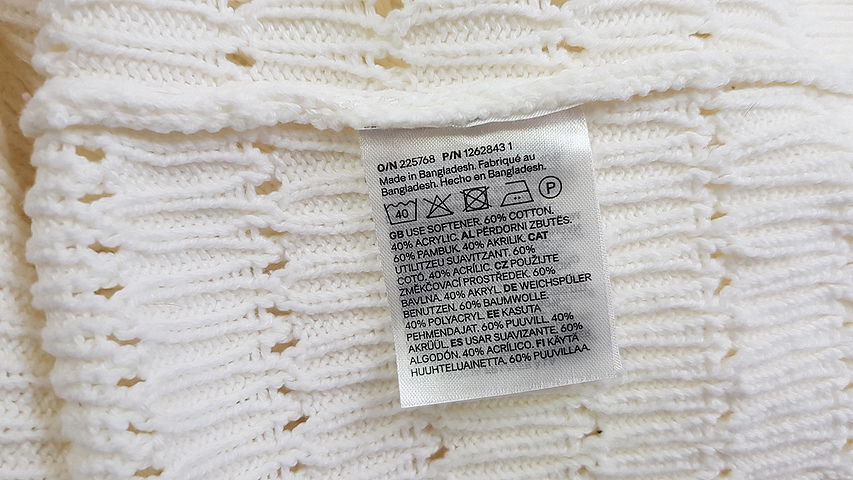 O/N 225768 P/N 1262843 1
Made in Bangladesh. Fabriqué au
Bangladesh. Hecho en Bangladesh.
40 P
GB USE SOFTENER. 60% COTTON.
40% ACRYLIC. AL PËRDORNI ZBUTËS.
60% PAMBUK. 40% AKRILIK. CAT
UTILITZEU SUAVITZANT. 60%
COTÓ. 40% ACRÍLIC. CZ POUŽIJTE
ZMĚKČOVACÍ PROSTŘEDEK. 60%
BAVLNA. 40% AKRYL. DE WEICHSPÜLER
BENUTZEN. 60% BAUMWOLLE.
40% POLYACRYL. EE KASUTA
PEHMENDAJAT. 60% PUUVILL. 40%
AKRÜÜL. ES USAR SUAVIZANTE. 60%
ALGODÓN. 40% ACRÍLICO. FI KÄYTÄ
HUUHTELUAINETTA. 60% PUUVILLAA.